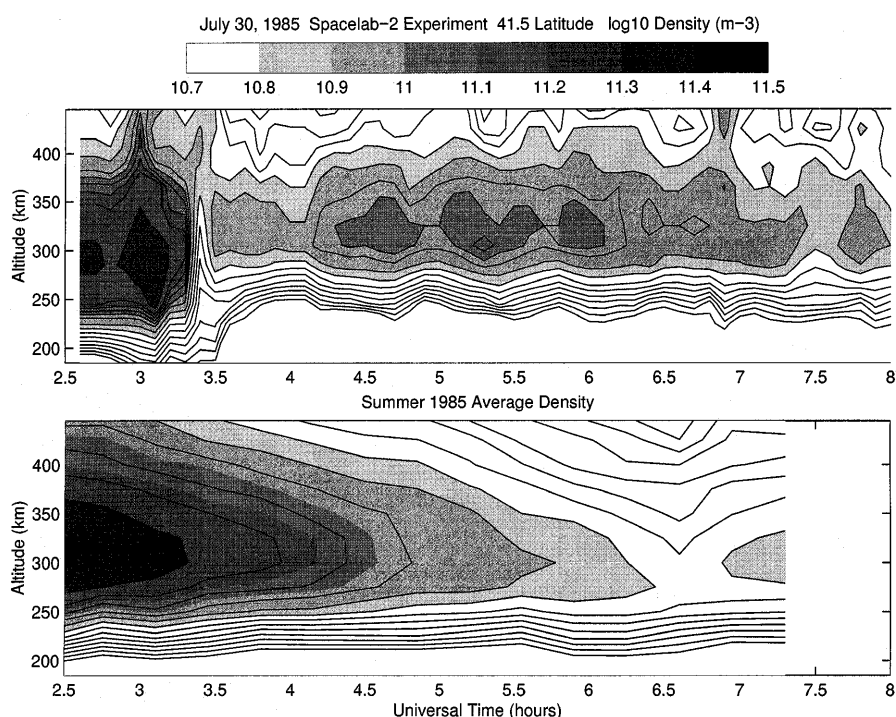 July 30, 1985 Spacelab-2 Experiment 41.5 Latitude log10 Density (m-3)
10.7 10.8 10.9 11 11.1 11.2 11.3 11.4 11.5
Altitude (km)
400
350
300
250
200
2.5 3 3.5 4 4.5 5 5.5 6 6.5 7 7.5 8
Summer 1985 Average Density
Altitude (km)
400
350
300
250
200
2.5 3 3.5 4 4.5 5 5.5 6 6.5 7 7.5 8
Universal Time (hours)